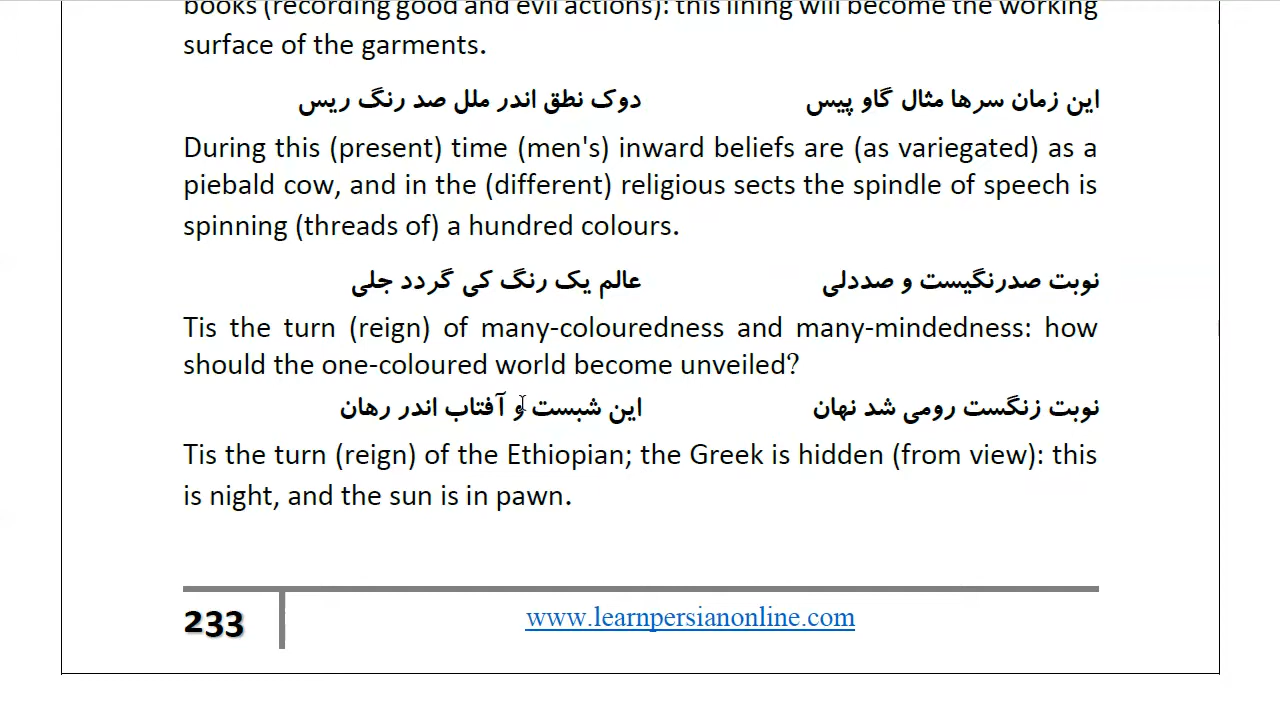 books (recording good and evil actions): this lining will become the working
surface of the garments.
این زمان سرها مثال گاو پیس دوک نطق اندر ملل صد رنگ ریس
During this (present) time (men's) inward beliefs are (as variegated) as a
piebald cow, and in the (different) religious sects the spindle of speech is
spinning (threads of) a hundred colours.
نوبت صدرنگیست و صددلی عالم یک رنگ کی گردد جلی
Tis the turn (reign) of many-colouredness and many-mindedness: how
should the one-coloured world become unveiled?
نوبت زنگست رومی شد نهان این شبست و آفتاب اندر رهان
Tis the turn (reign) of the Ethiopian; the Greek is hidden (from view): this
is night, and the sun is in pawn.
233 www.learnpersianonline.com